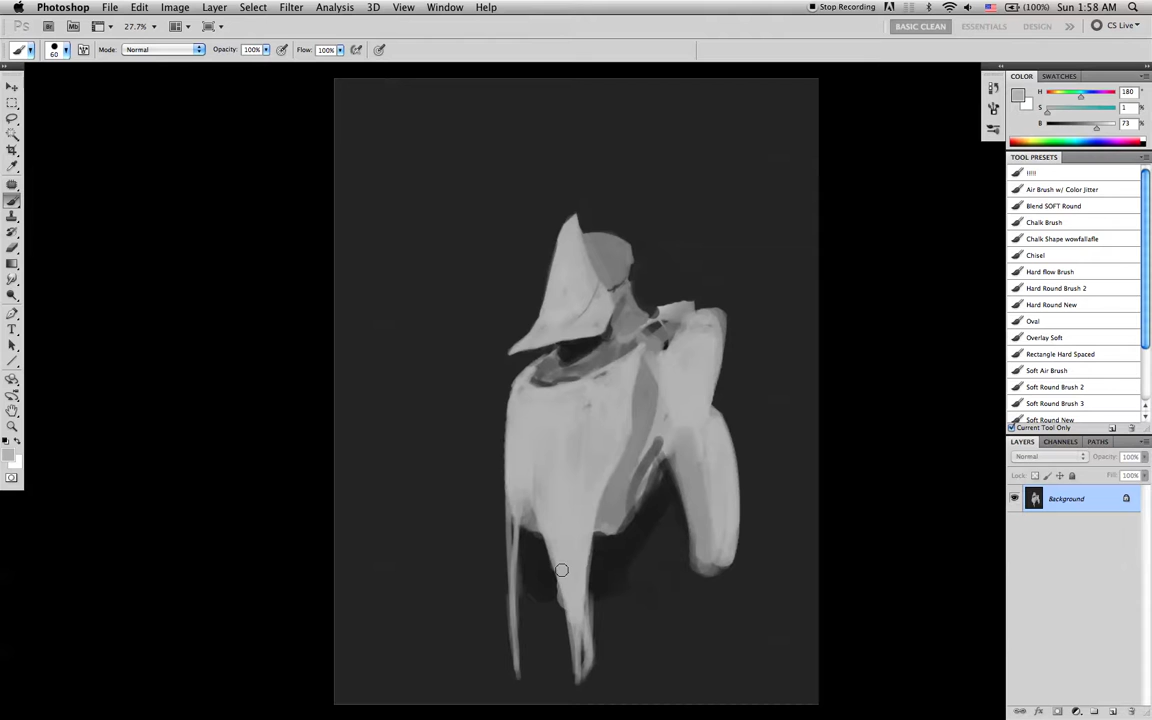 Photoshop File Edit Image Layer Select Filter Analysis 3D View Window Help Stop Recording (100%) Sun 1:58 AM
Ps Br Mb 27.7% BASIC CLEAN ESSENTIALS DESIGN CS Live
60 Mode: Normal Opacity: 100% Flow: 100%
COLOR SWATCHES
H 180 °
S 1 %
B 73 %
TOOL PRESETS
!!!!!
Air Brush w/ Color Jitter
Blend SOFT Round
Chalk Brush
Chalk Shape wowfallafle
Chisel
Hard flow Brush
Hard Round Brush 2
Hard Round New
Oval
Overlay Soft
Rectangle Hard Spaced
Soft Air Brush
Soft Round Brush 2
Soft Round Brush 3
Soft Round New
Current Tool Only
LAYERS CHANNELS PATHS
Normal Opacity: 100%
Lock: Fill: 100%
Background